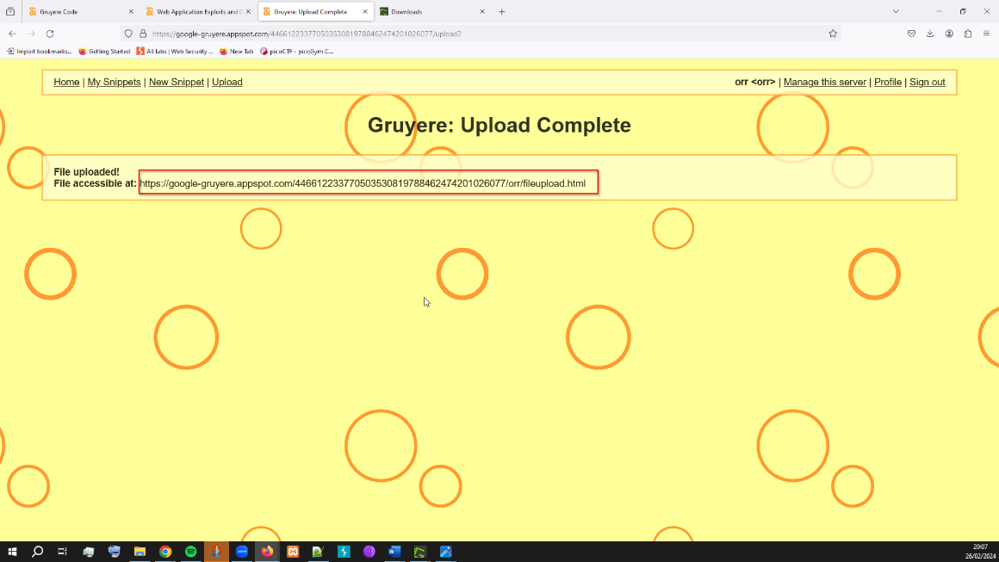 Gruyere Code
Web Application Exploits and D
Gruyere: Upload Complete
Downloads
https://google-gruyere.appspot.com/446612233770503530819788462474201026077/upload2
Import bookmarks...
Getting Started
All labs | Web Security ...
New Tab
picoCTF - picoGym C...
Home | My Snippets | New Snippet | Upload
orr <orr> | Manage this server | Profile | Sign out
Gruyere: Upload Complete
File uploaded!
File accessible at: https://google-gruyere.appspot.com/446612233770503530819788462474201026077/orr/fileupload.html
20:07
26/02/2024